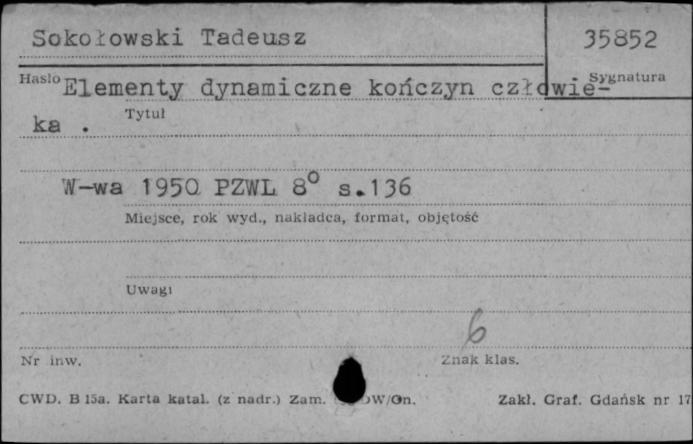 Sokołowski Tadeusz 35852
Hasło Elementy dynamiczne kończyn człowie- Sygnatura
ka . Tytuł
W-wa 1950 PZWL 8° s.136
Miejsce, rok wyd., nakładca, format, objętość
Uwagi
6
Nr inw. Znak klas.
CWD. B 15a. Karta katal. (z nadr.) Zam. OW/Gn. Zakł. Graf. Gdańsk nr 17